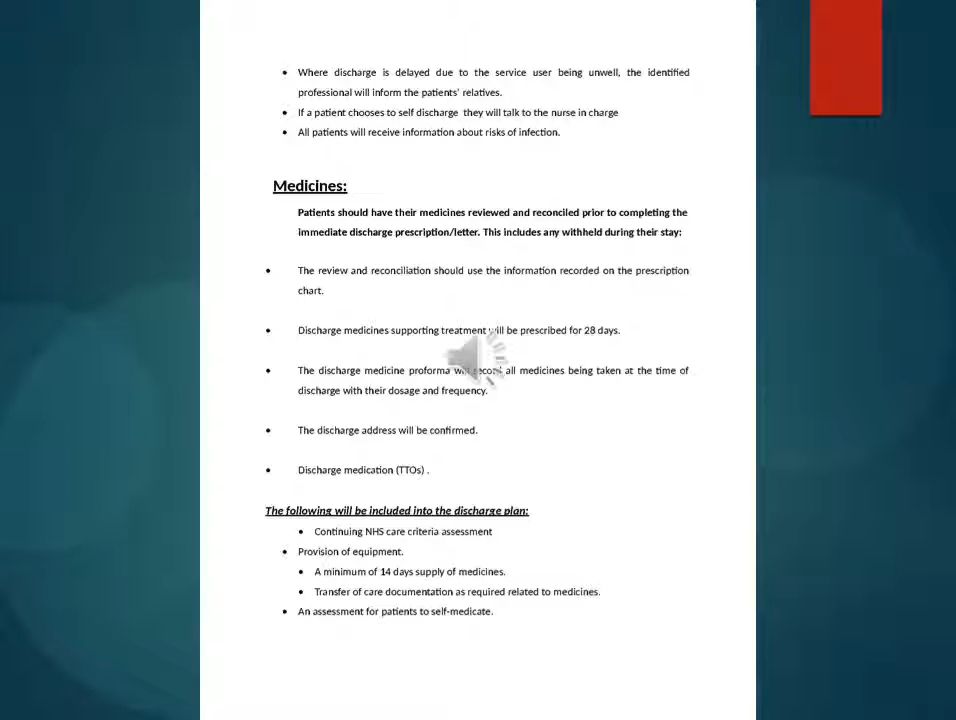 • Where discharge is delayed due to the service user being unwell, the identified
professional will inform the patients' relatives.
• If a patient chooses to self discharge they will talk to the nurse in charge
• All patients will receive information about risks of infection.
Medicines:
Patients should have their medicines reviewed and reconciled prior to completing the
immediate discharge prescription/letter. This includes any withheld during their stay:
• The review and reconciliation should use the information recorded on the prescription
chart.
• Discharge medicines supporting treatment will be prescribed for 28 days.
• The discharge medicine proforma will record all medicines being taken at the time of
discharge with their dosage and frequency.
• The discharge address will be confirmed.
• Discharge medication (TTOs) .
The following will be included into the discharge plan:
• Continuing NHS care criteria assessment
• Provision of equipment.
• A minimum of 14 days supply of medicines.
• Transfer of care documentation as required related to medicines.
• An assessment for patients to self-medicate.